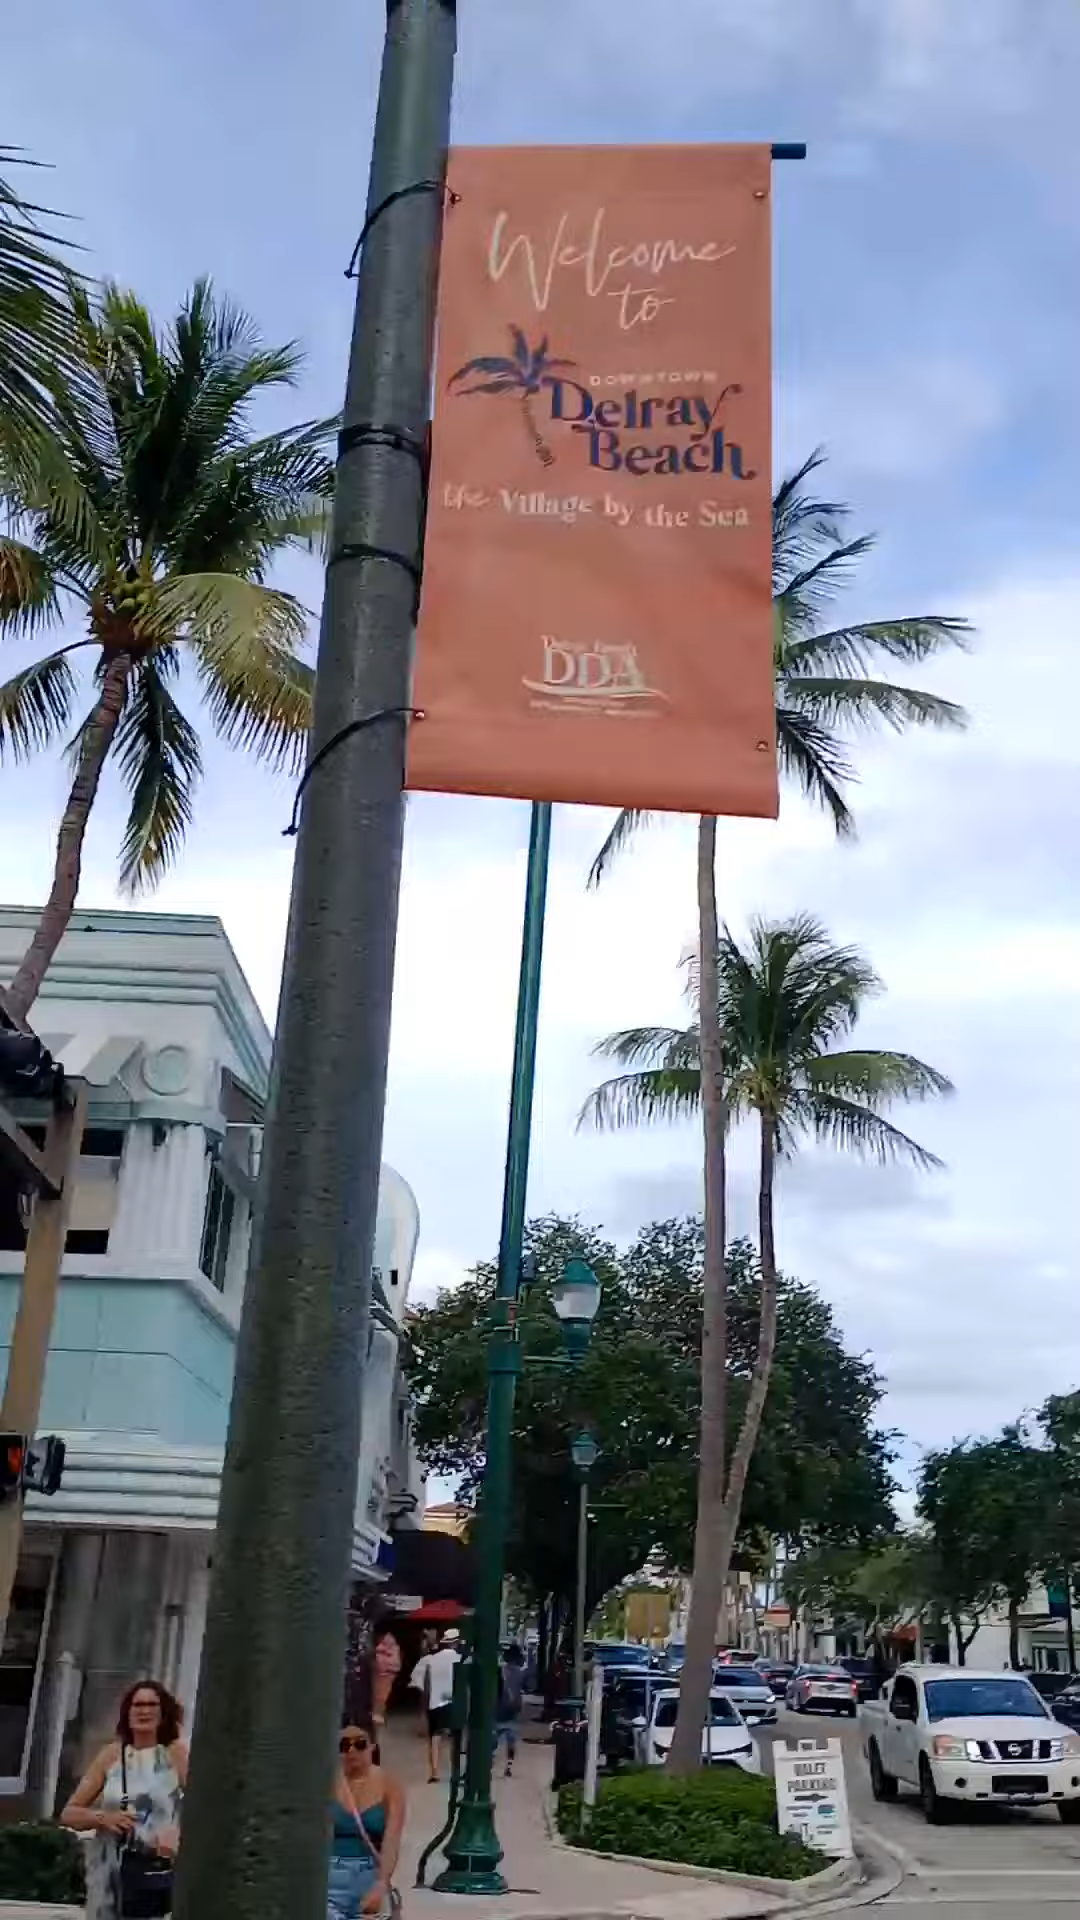 Welcome
to
DOWNTOWN
Delray
Beach
the Village by the Sea
DDA
VALET
PARKING